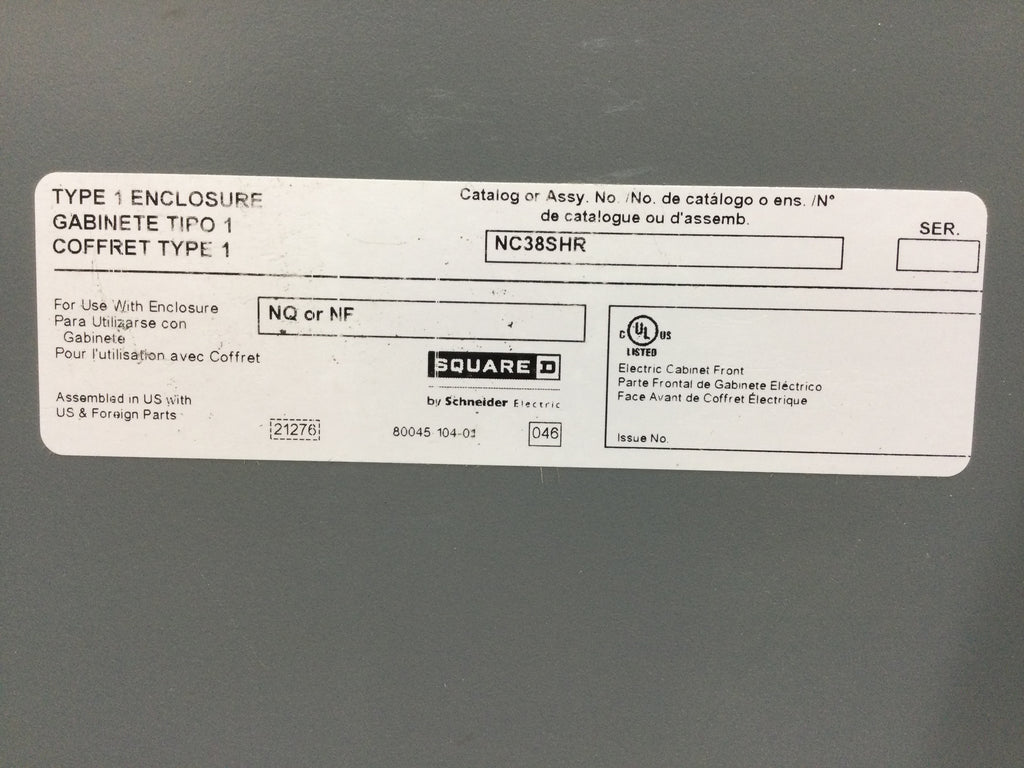 TYPE 1 ENCLOSURE
GABINETE TIPO 1
COFFRET TYPE 1
Catalog or Assy. No. /No. de catálogo o ens. /N°
de catalogue ou d'assemb.
NC38SHR
SER.
For Use With Enclosure
Para Utilizarse con
Gabinete
Pour l'utilisation avec Coffret
NQ or NF
Assembled in US with
US & Foreign Parts
21276
SQUARE D
by Schneider Electric
80045 104-01
046
C UL US
LISTED
Electric Cabinet Front
Parte Frontal de Gabinete Eléctrico
Face Avant de Coffret Électrique
Issue No.